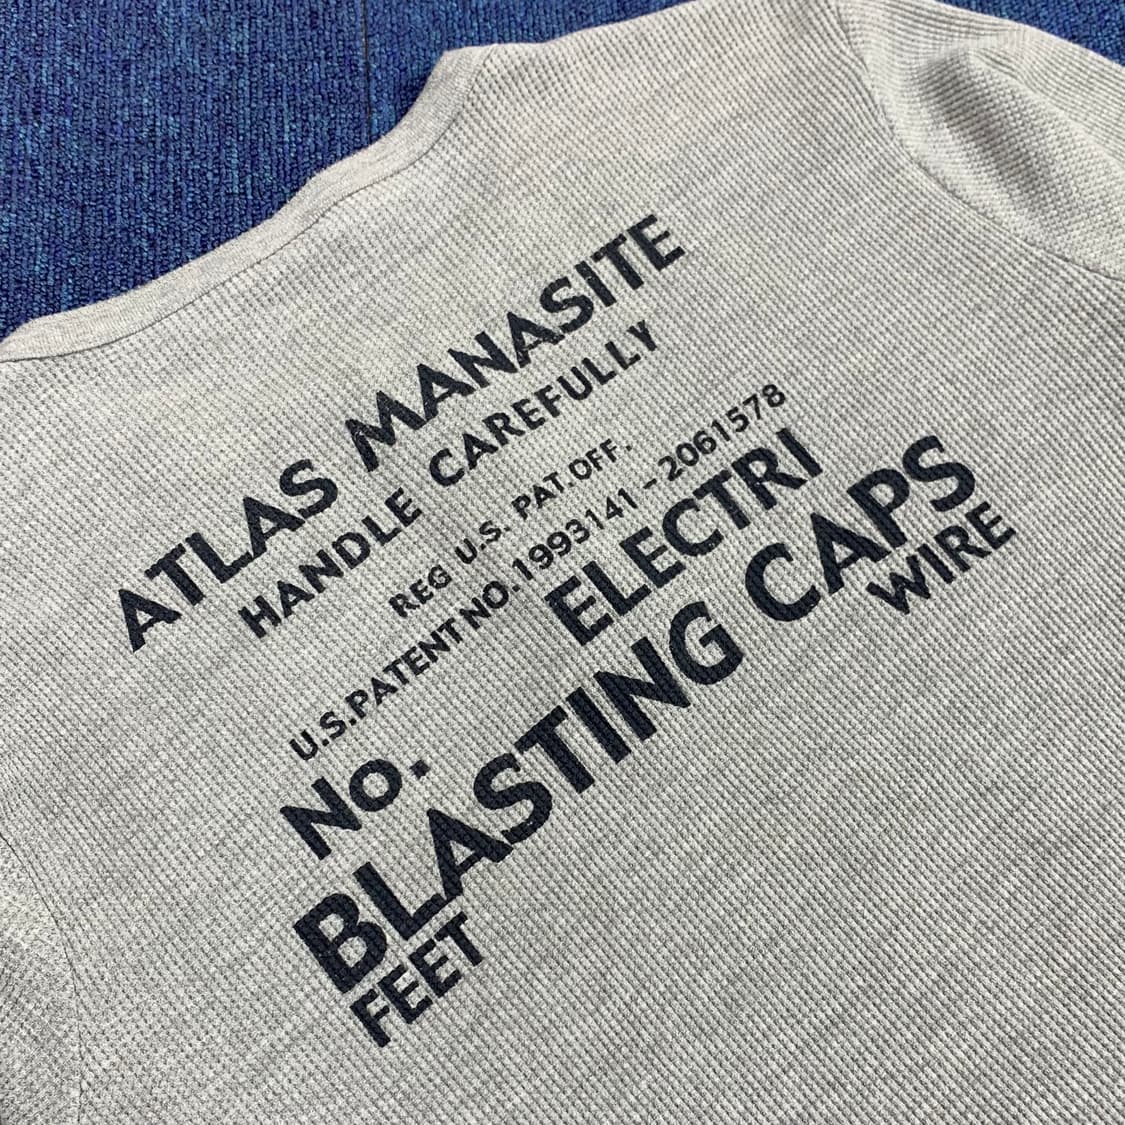 ATLAS MANASITE
HANDLE CAREFULLY
REG U.S. PAT.OFF.
U.S.PATENT NO.1993141-2061578
No. ELECTRI
BLASTING CAPS
FEET WIRE